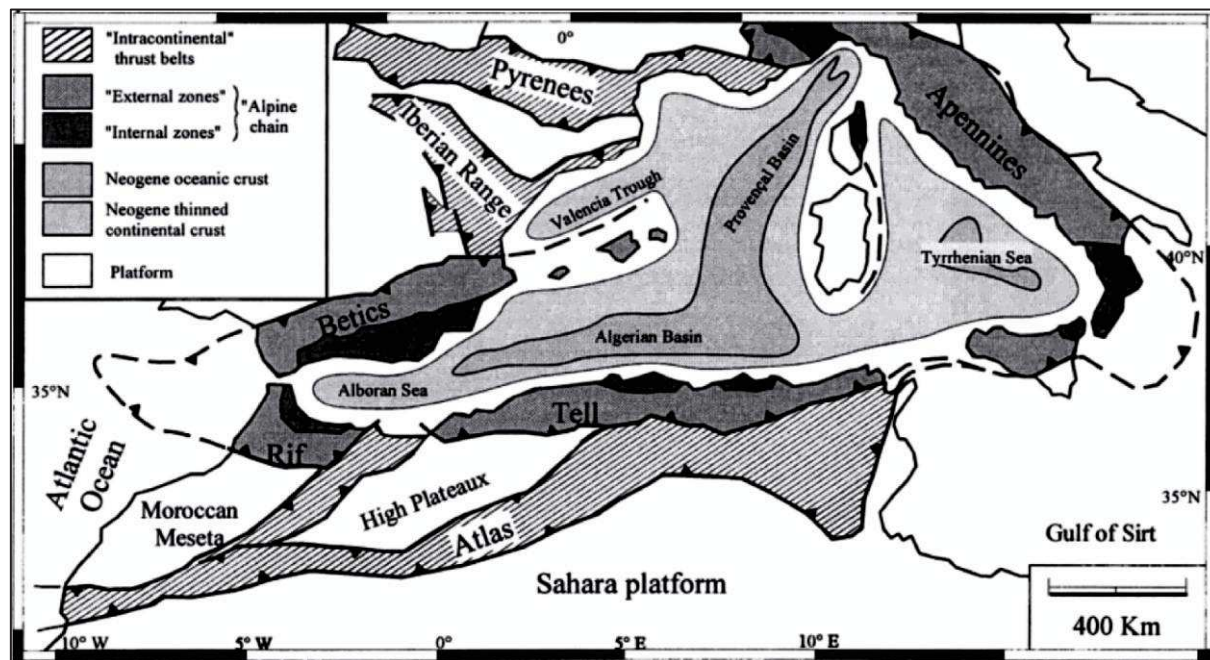 "Intracontinental"
thrust belts
"External zones"
"Internal zones"
"Alpine
chain
Neogene oceanic crust
Neogene thinned
continental crust
Platform
0°
Pyrenees
Iberian Range
Valencia Trough
Provençal Basin
Apennines
Tyrrhenian Sea
40°N
Betics
Algerian Basin
Alboran Sea
35°N
Tell
Rif
Atlantic
Ocean
High Plateaux
Moroccan
Meseta
Atlas
35°N
Gulf of Sirt
Sahara platform
400 Km
10° W
5° W
0°
5° E
10° E